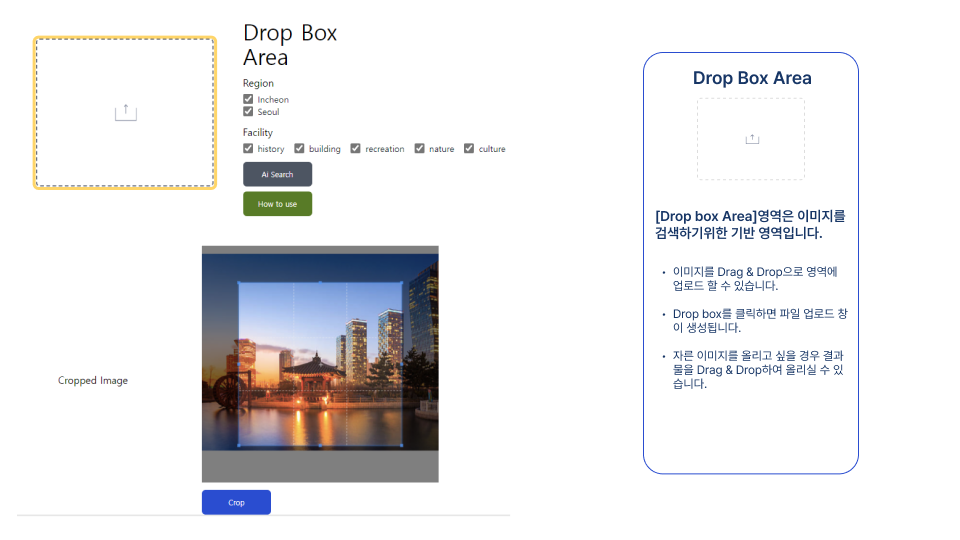 Drop Box
Area
Region
Incheon
Seoul
Facility
history building recreation nature culture
AI Search
How to use
Cropped Image
Crop
Drop Box Area
[Drop box Area]영역은 이미지를
검색하기위한 기반 영역입니다.
• 이미지를 Drag & Drop으로 영역에
업로드 할 수 있습니다.
• Drop box를 클릭하면 파일 업로드 창
이 생성됩니다.
• 자른 이미지를 올리고 싶을 경우 결과
물을 Drag & Drop하여 올리실 수 있
습니다.